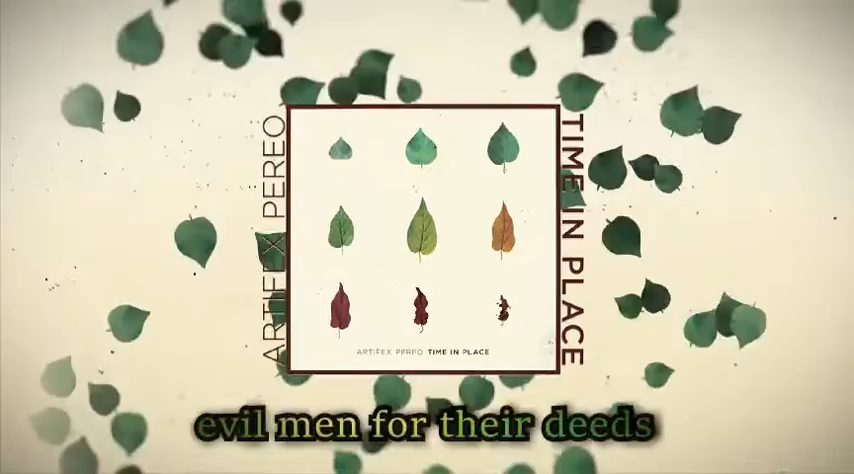 ARTIFEX PEREO
TIME IN PLACE
ARTIFEX PEREO TIME IN PLACE
evil men for their deeds